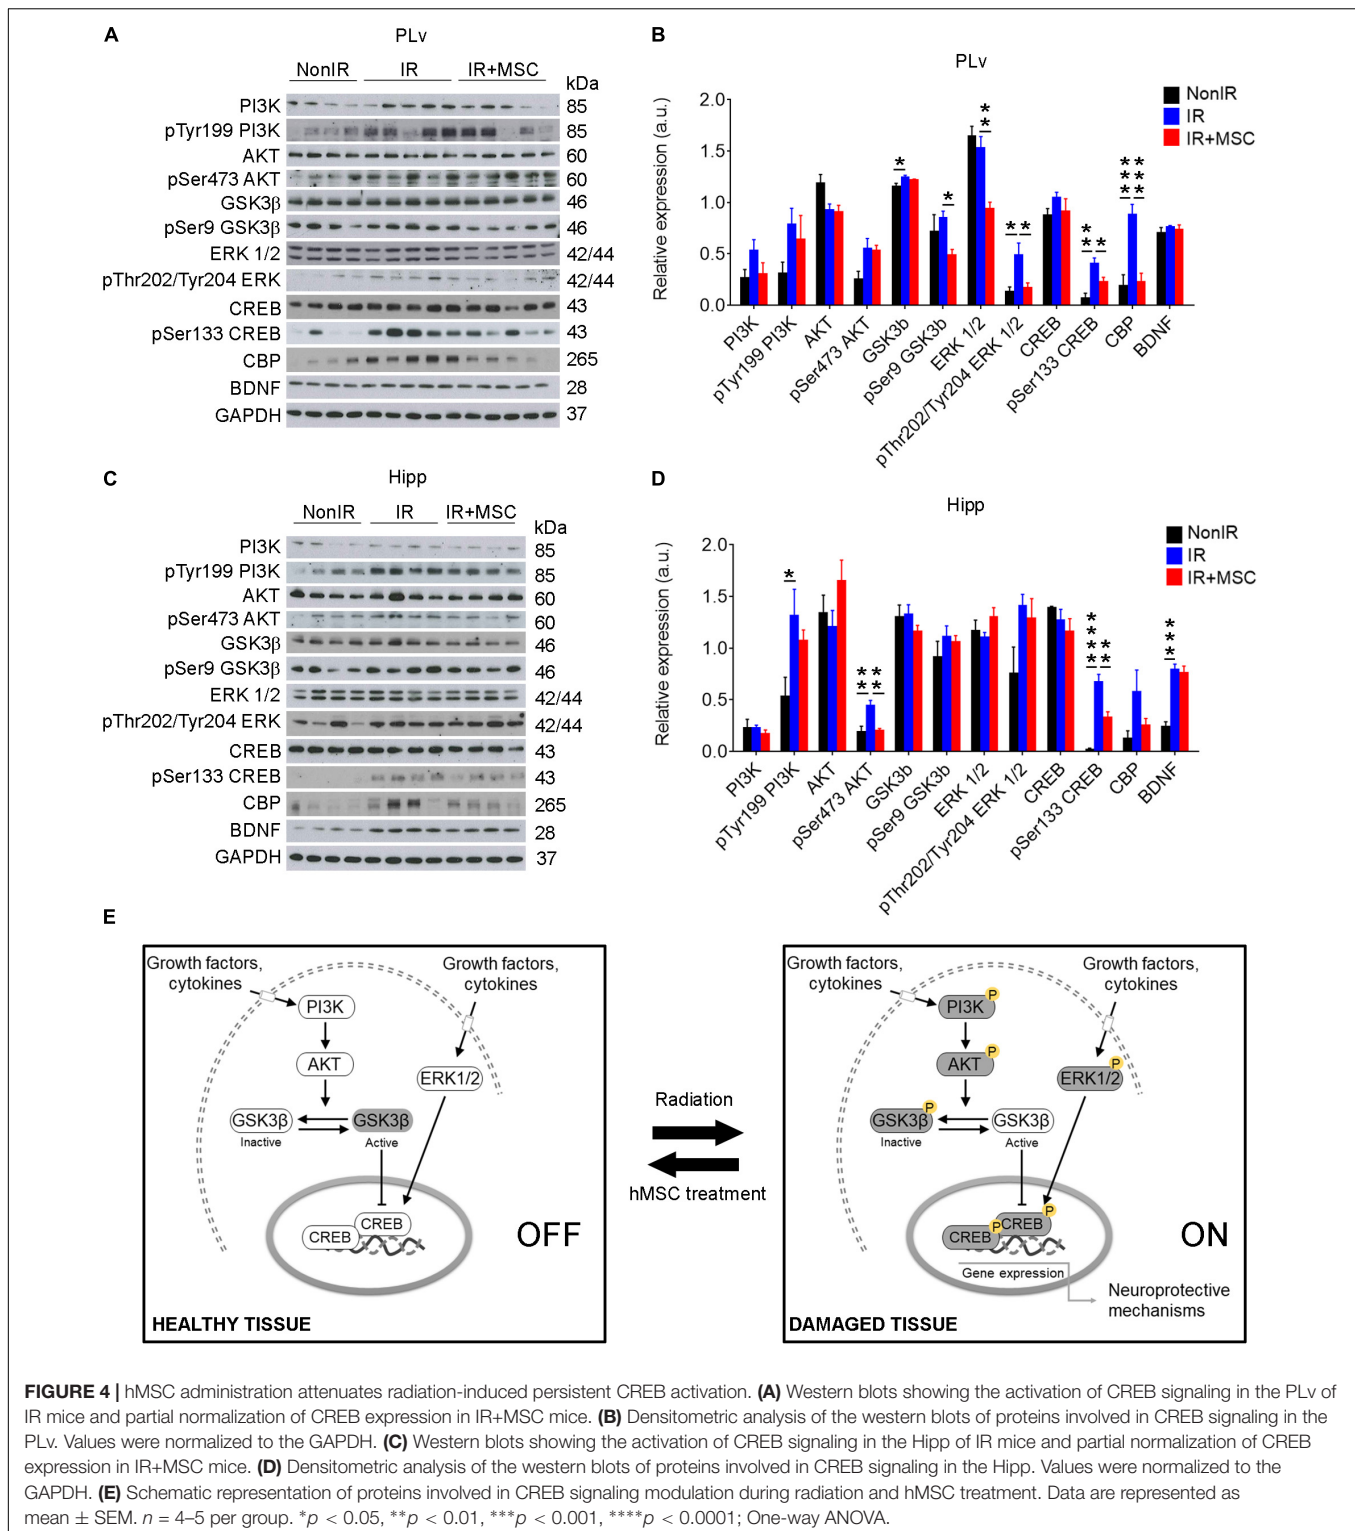 A
PLv
NonIR IR IR+MSC
kDa
PI3K 85
pTyr199 PI3K 85
AKT 60
pSer473 AKT 60
GSK3β 46
pSer9 GSK3β 46
ERK 1/2 42/44
pThr202/Tyr204 ERK 42/44
CREB 43
pSer133 CREB 43
CBP 265
BDNF 28
GAPDH 37
B
PLv
NonIR
IR
IR+MSC
Relative expression (a.u.)
2.0
1.5
1.0
0.5
0.0
* * * ** ** ** ** *** ***
PI3K
pTyr199 PI3K
AKT
pSer473 AKT
GSK3b
pSer9 GSK3b
ERK 1/2
pThr202/Tyr204 ERK 1/2
CREB
pSer133 CREB
CBP
BDNF
C
Hipp
NonIR IR IR+MSC
kDa
PI3K 85
pTyr199 PI3K 85
AKT 60
pSer473 AKT 60
GSK3β 46
pSer9 GSK3β 46
ERK 1/2 42/44
pThr202/Tyr204 ERK 42/44
CREB 43
pSer133 CREB 43
CBP 265
BDNF 28
GAPDH 37
D
Hipp
NonIR
IR
IR+MSC
Relative expression (a.u.)
2.0
1.5
1.0
0.5
0.0
* ** ** **** ** ***
PI3K
pTyr199 PI3K
AKT
pSer473 AKT
GSK3b
pSer9 GSK3b
ERK 1/2
pThr202/Tyr204 ERK 1/2
CREB
pSer133 CREB
CBP
BDNF
E
Growth factors,
cytokines
Growth factors,
cytokines
PI3K
AKT
ERK1/2
GSK3β GSK3β
Inactive Active
CREB
CREB
OFF
HEALTHY TISSUE
Radiation
hMSC treatment
Growth factors,
cytokines
Growth factors,
cytokines
PI3K P
AKT P
ERK1/2 P
GSK3β P GSK3β
Inactive Active
CREB P
CREB P
Gene expression
ON
Neuroprotective
mechanisms
DAMAGED TISSUE
FIGURE 4 | hMSC administration attenuates radiation-induced persistent CREB activation. (A) Western blots showing the activation of CREB signaling in the PLv of
IR mice and partial normalization of CREB expression in IR+MSC mice. (B) Densitometric analysis of the western blots of proteins involved in CREB signaling in the
PLv. Values were normalized to the GAPDH. (C) Western blots showing the activation of CREB signaling in the Hipp of IR mice and partial normalization of CREB
expression in IR+MSC mice. (D) Densitometric analysis of the western blots of proteins involved in CREB signaling in the Hipp. Values were normalized to the
GAPDH. (E) Schematic representation of proteins involved in CREB signaling modulation during radiation and hMSC treatment. Data are represented as
mean ± SEM. n = 4–5 per group. *p < 0.05, **p < 0.01, ***p < 0.001, ****p < 0.0001; One-way ANOVA.